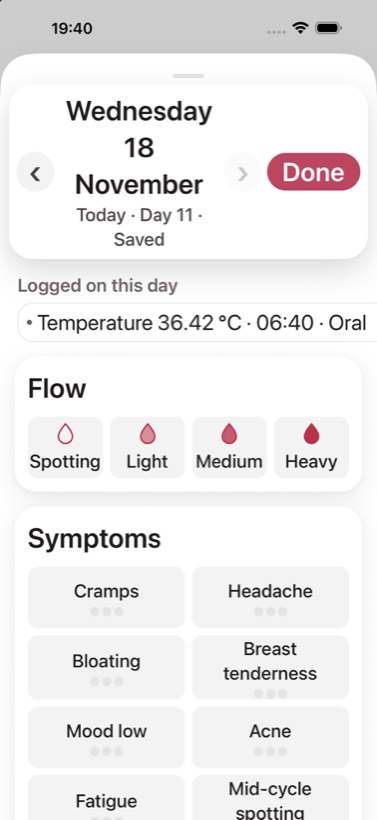 19:40
Wednesday
18
November
Today · Day 11 ·
Saved
‹
›
Done
Logged on this day
• Temperature 36.42 °C · 06:40 · Oral
Flow
Spotting
Light
Medium
Heavy
Symptoms
Cramps
Headache
Bloating
Breast
tenderness
Mood low
Acne
Fatigue
Mid-cycle
spotting